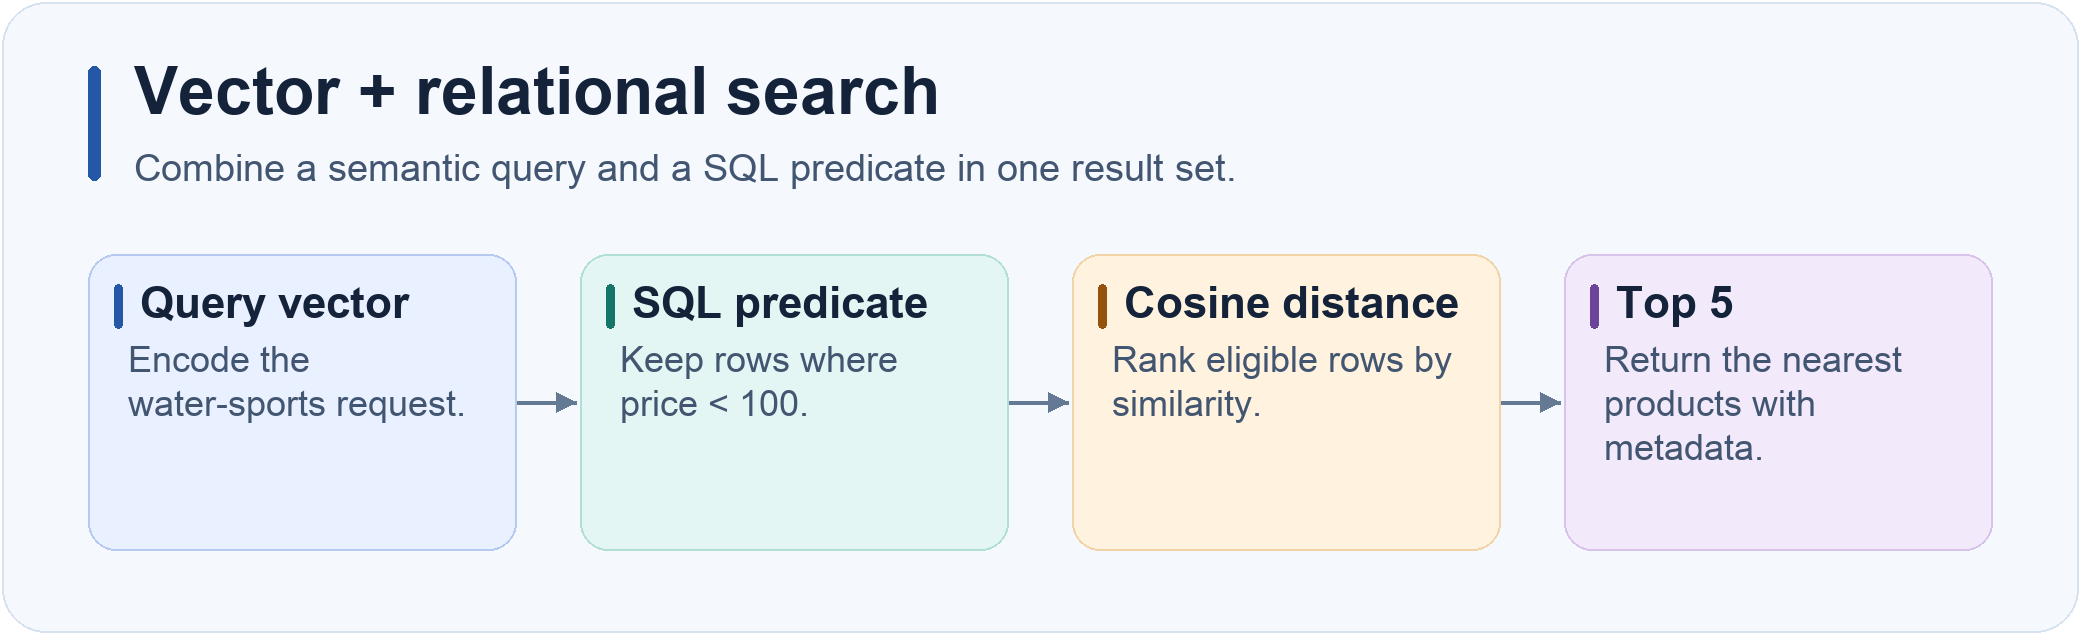 Vector + relational search
Combine a semantic query and a SQL predicate in one result set.
Query vector
Encode the
water-sports request.
SQL predicate
Keep rows where
price < 100.
Cosine distance
Rank eligible rows by
similarity.
Top 5
Return the nearest
products with
metadata.